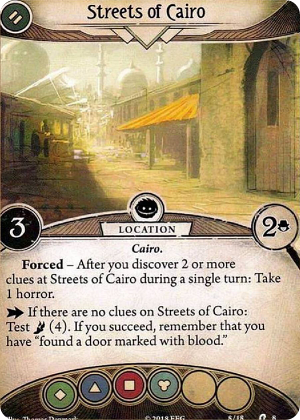 Streets of Cairo
3
LOCATION
2
Cairo.
Forced – After you discover 2 or more
clues at Streets of Cairo during a single turn: Take
1 horror.
If there are no clues on Streets of Cairo:
Test (4). If you succeed, remember that you
have "found a door marked with blood."
© 2018 FFG
8/18
8